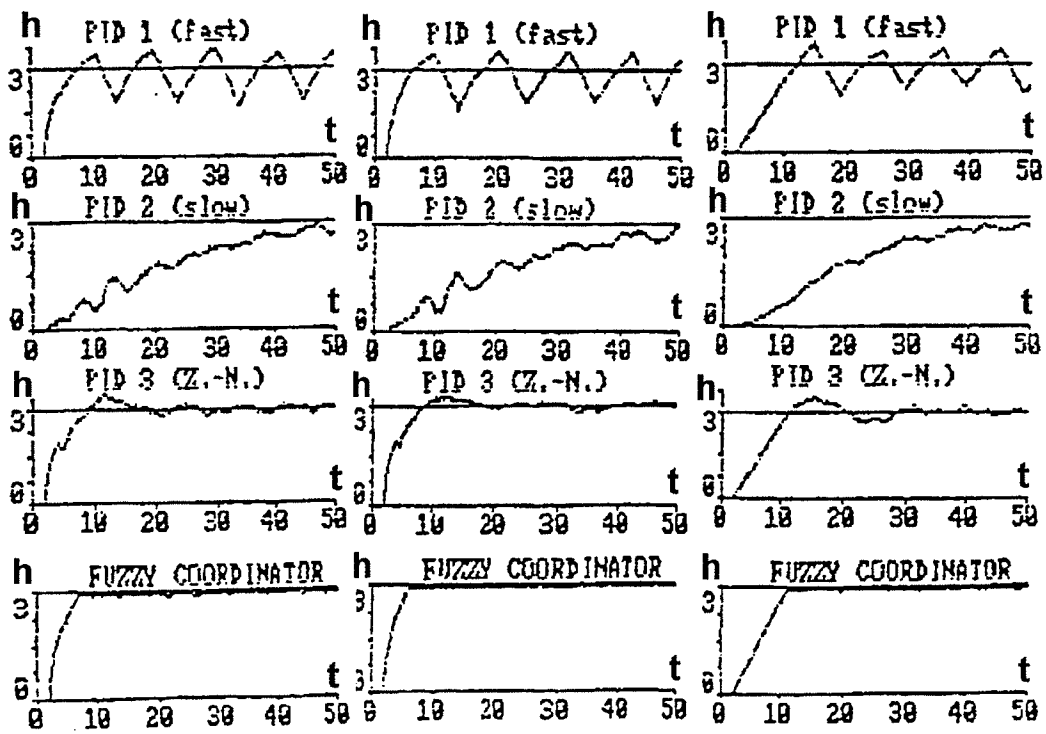 h PID 1 (fast) h PID 1 (fast) h PID 1 (fast)
3 3 3
t t t
0 0 0
0 10 20 30 40 50 0 10 20 30 40 50 0 10 20 30 40 50
h PID 2 (slow) h PID 2 (slow) h PID 2 (slow)
3 3 3
t t t
0 0 0
0 10 20 30 40 50 0 10 20 30 40 50 0 10 20 30 40 50
h PID 3 (Z.-N.) h PID 3 (Z.-N.) h PID 3 (Z.-N.)
3 3 3
t t t
0 0 0
0 10 20 30 40 50 0 10 20 30 40 50 0 10 20 30 40 50
h FUZZY COORDINATOR h FUZZY COORDINATOR h FUZZY COORDINATOR
3 3 3
t t t
0 0
0 10 20 30 40 50 0 10 20 30 40 50 0 10 20 30 40 50